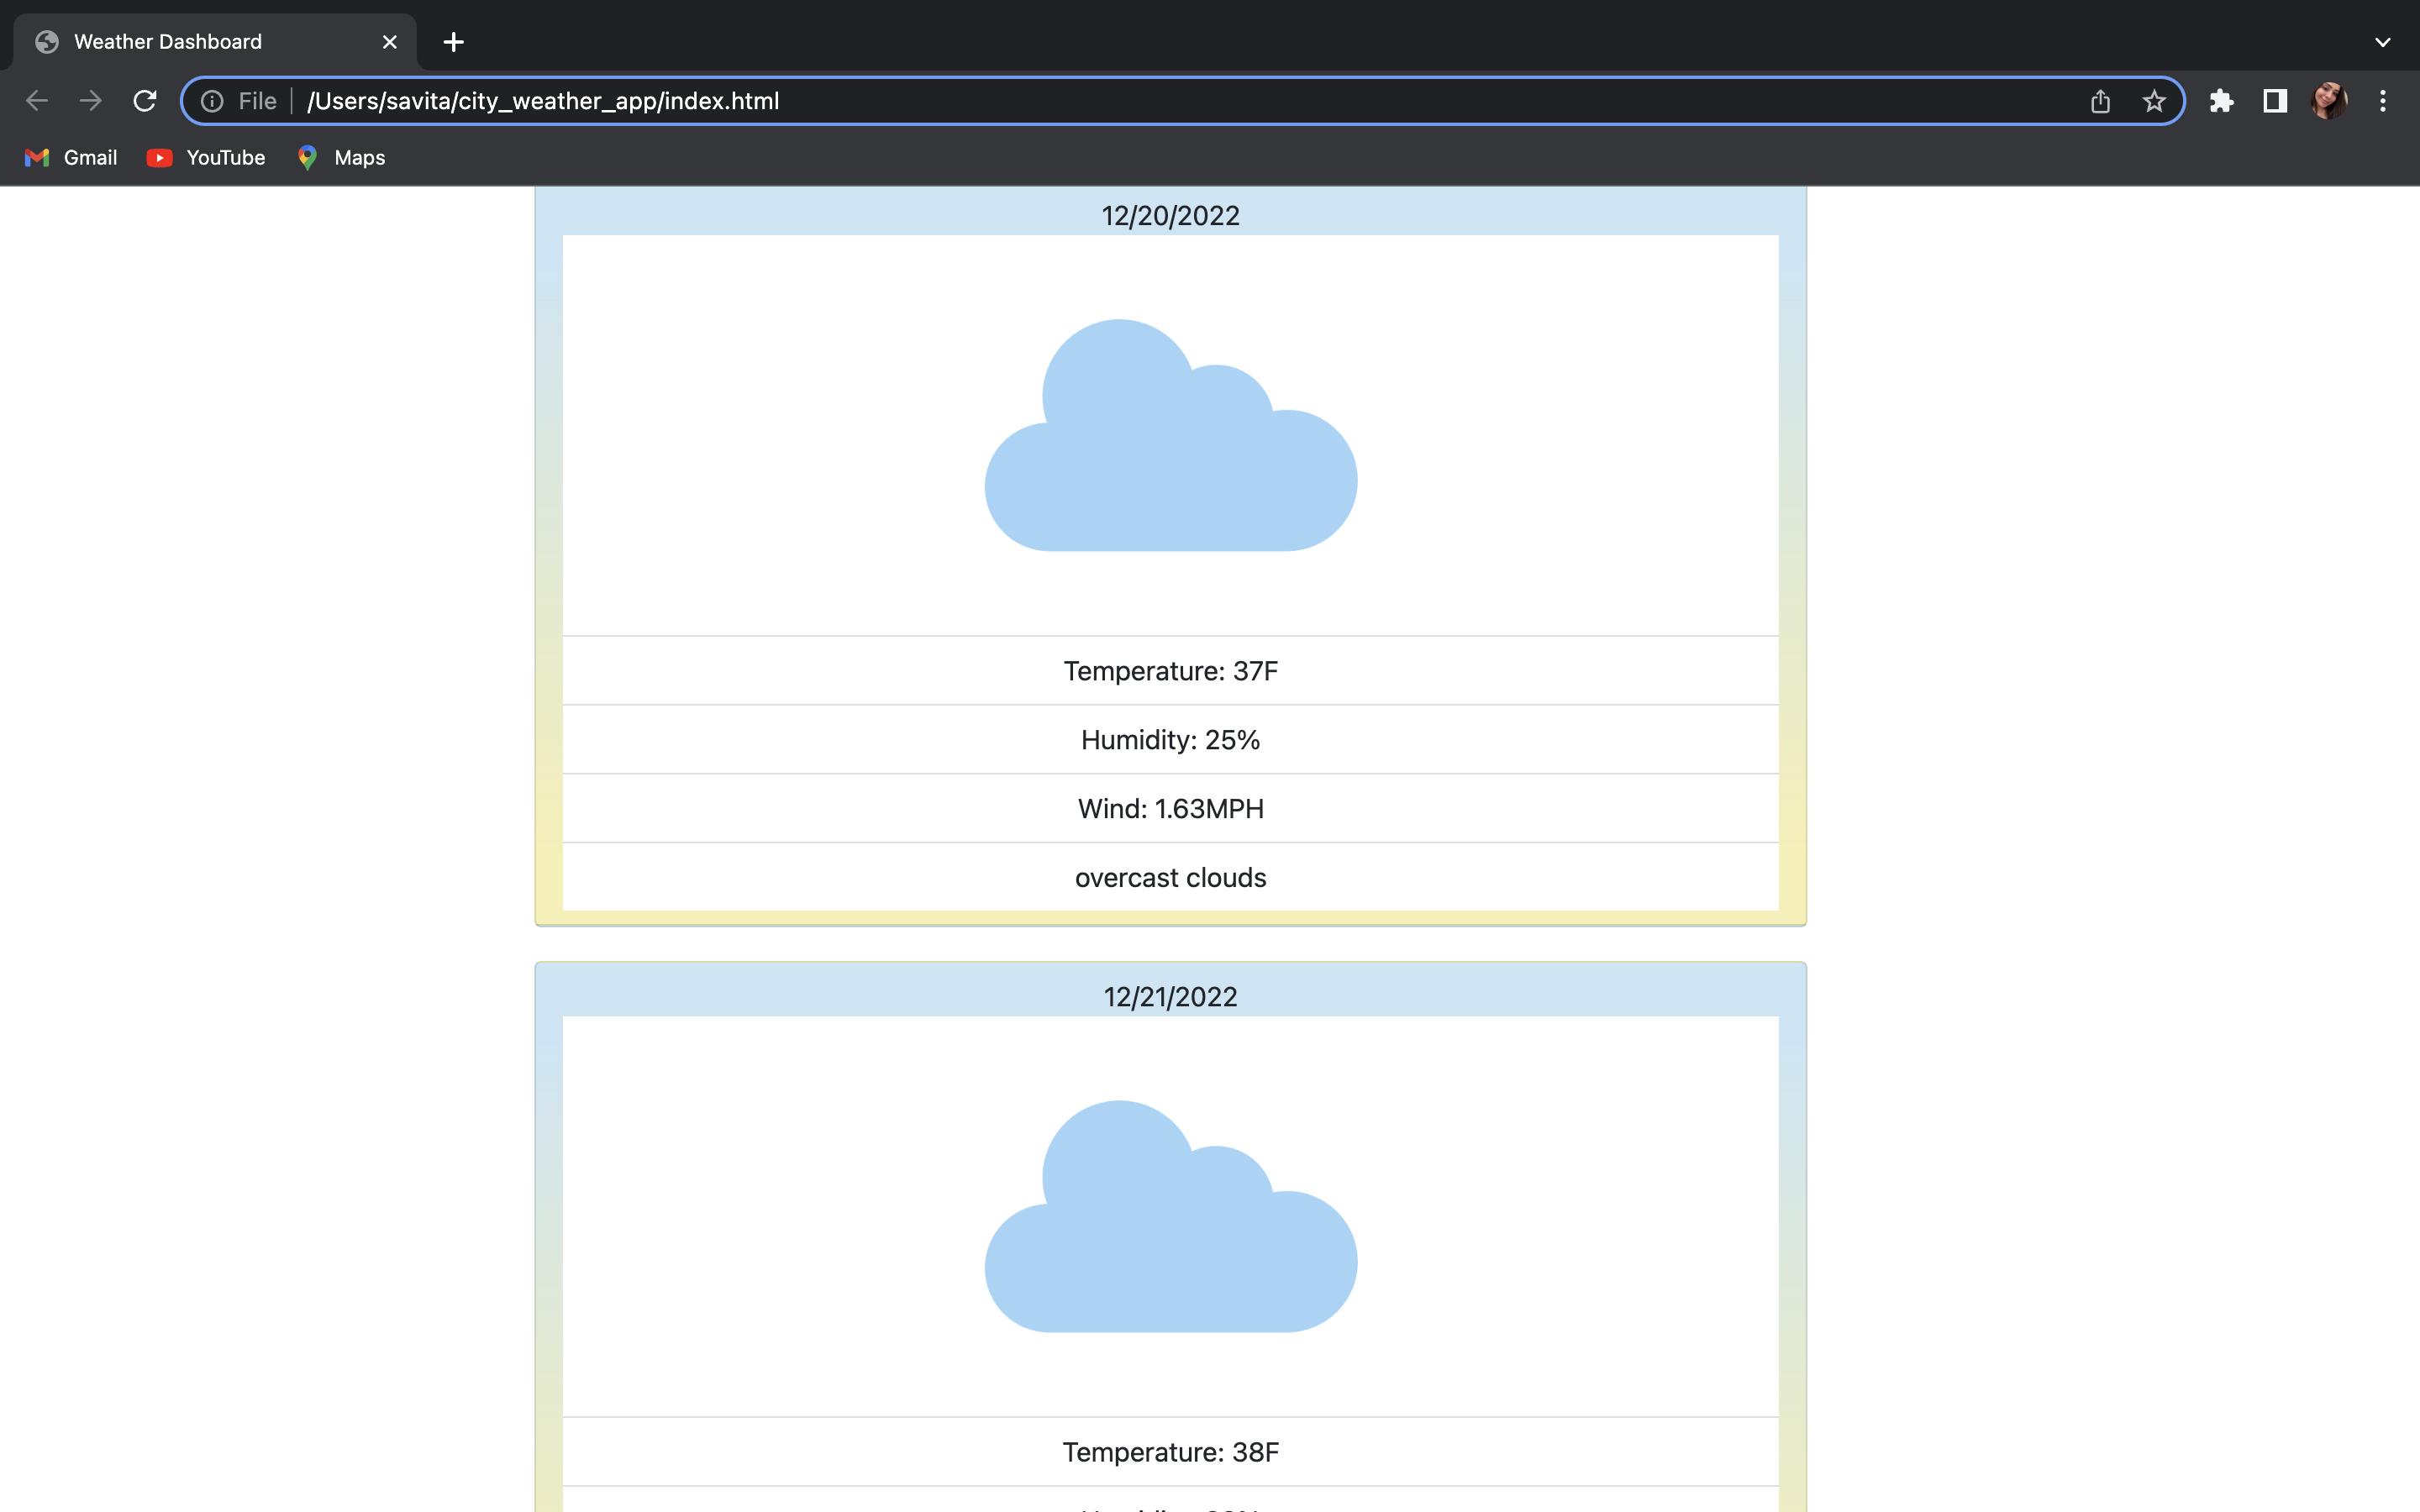 Weather Dashboard
File /Users/savita/city_weather_app/index.html
Gmail YouTube Maps
12/20/2022
Temperature: 37F
Humidity: 25%
Wind: 1.63MPH
overcast clouds
12/21/2022
Temperature: 38F